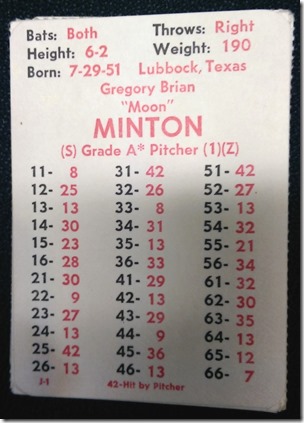 Bats: Both Throws: Right
Height: 6-2 Weight: 190
Born: 7-29-51 Lubbock, Texas
Gregory Brian
"Moon"
MINTON
(S) Grade A* Pitcher (1)(Z)
11- 8 31- 42 51- 42
12- 25 32- 26 52- 27
13- 13 33- 8 53- 13
14- 30 34- 31 54- 32
15- 23 35- 13 55- 21
16- 28 36- 33 56- 34
21- 30 41- 29 61- 31
22- 9 42- 13 62- 30
23- 27 43- 29 63- 35
24- 13 44- 9 64- 13
25- 42 45- 36 65- 12
26- 13 46- 13 66- 7
J-1 42-Hit by Pitcher